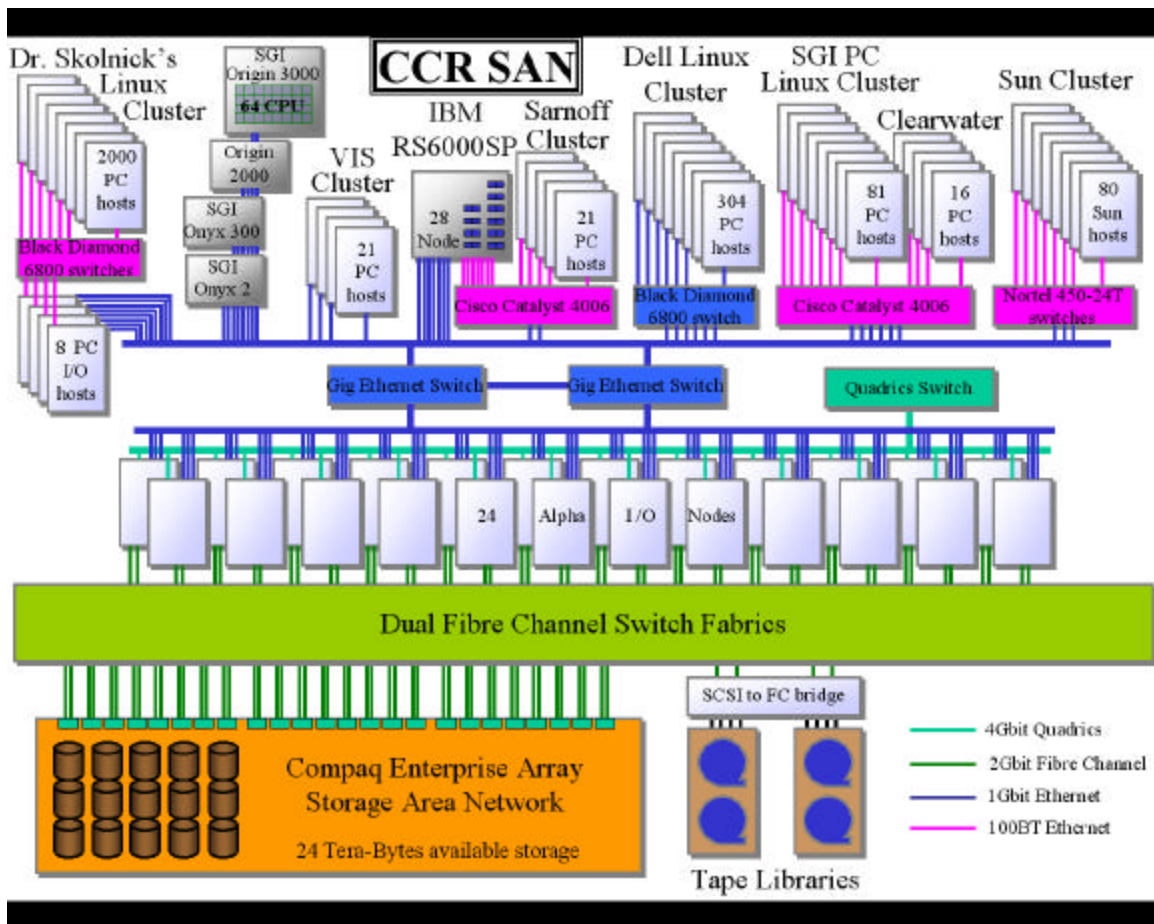 CCR SAN
Dr. Skolnick's
Linux
Cluster
2000
PC
hosts
Black Diamond
6800 switches
8 PC
I/O
hosts
SGI
Origin 3000
64 CPU
Origin
2000
SGI
Onyx 300
SGI
Onyx 2
VIS
Cluster
21
PC
hosts
IBM
RS6000SP
28
Node
Sarnoff
Cluster
21
PC
hosts
Cisco Catalyst 4006
Dell Linux
Cluster
304
PC
hosts
Black Diamond
6800 switch
SGI PC
Linux Cluster
81
PC
hosts
Clearwater
16
PC
hosts
Cisco Catalyst 4006
Sun Cluster
80
Sun
hosts
Nortel 450-24T
switches
Gig Ethernet Switch
Gig Ethernet Switch
Quadrics Switch
24 Alpha I/O Nodes
Dual Fibre Channel Switch Fabrics
SCSI to FC bridge
Compaq Enterprise Array
Storage Area Network
24 Tera-Bytes available storage
Tape Libraries
4Gbit Quadrics
2Gbit Fibre Channel
1Gbit Ethernet
100BT Ethernet